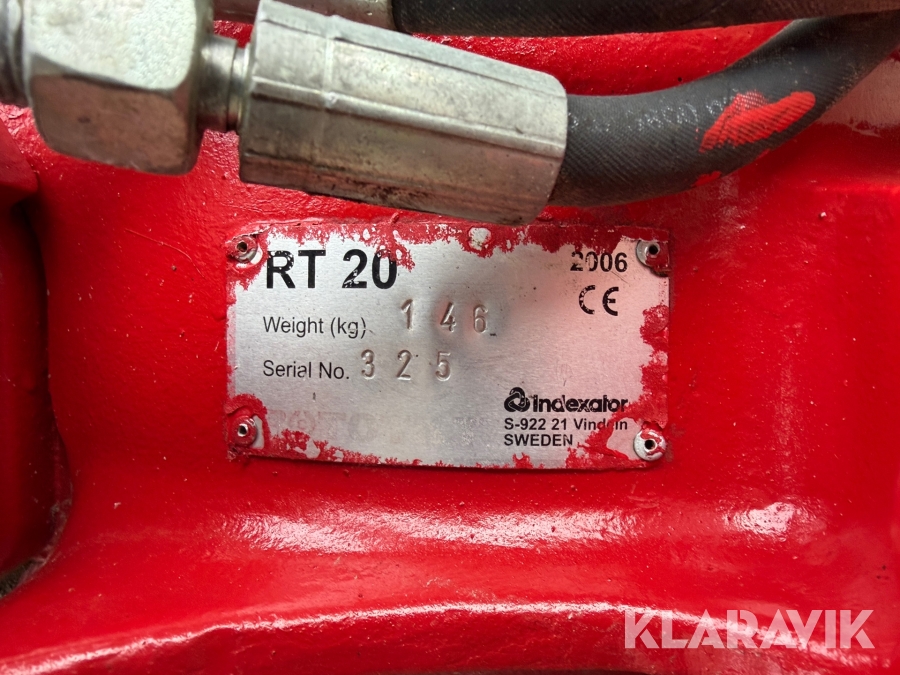 RT 20
2006
CE
Weight (kg) 146
Serial No. 325
indexator
S-922 21 Vindeln
SWEDEN
KLARAVIK